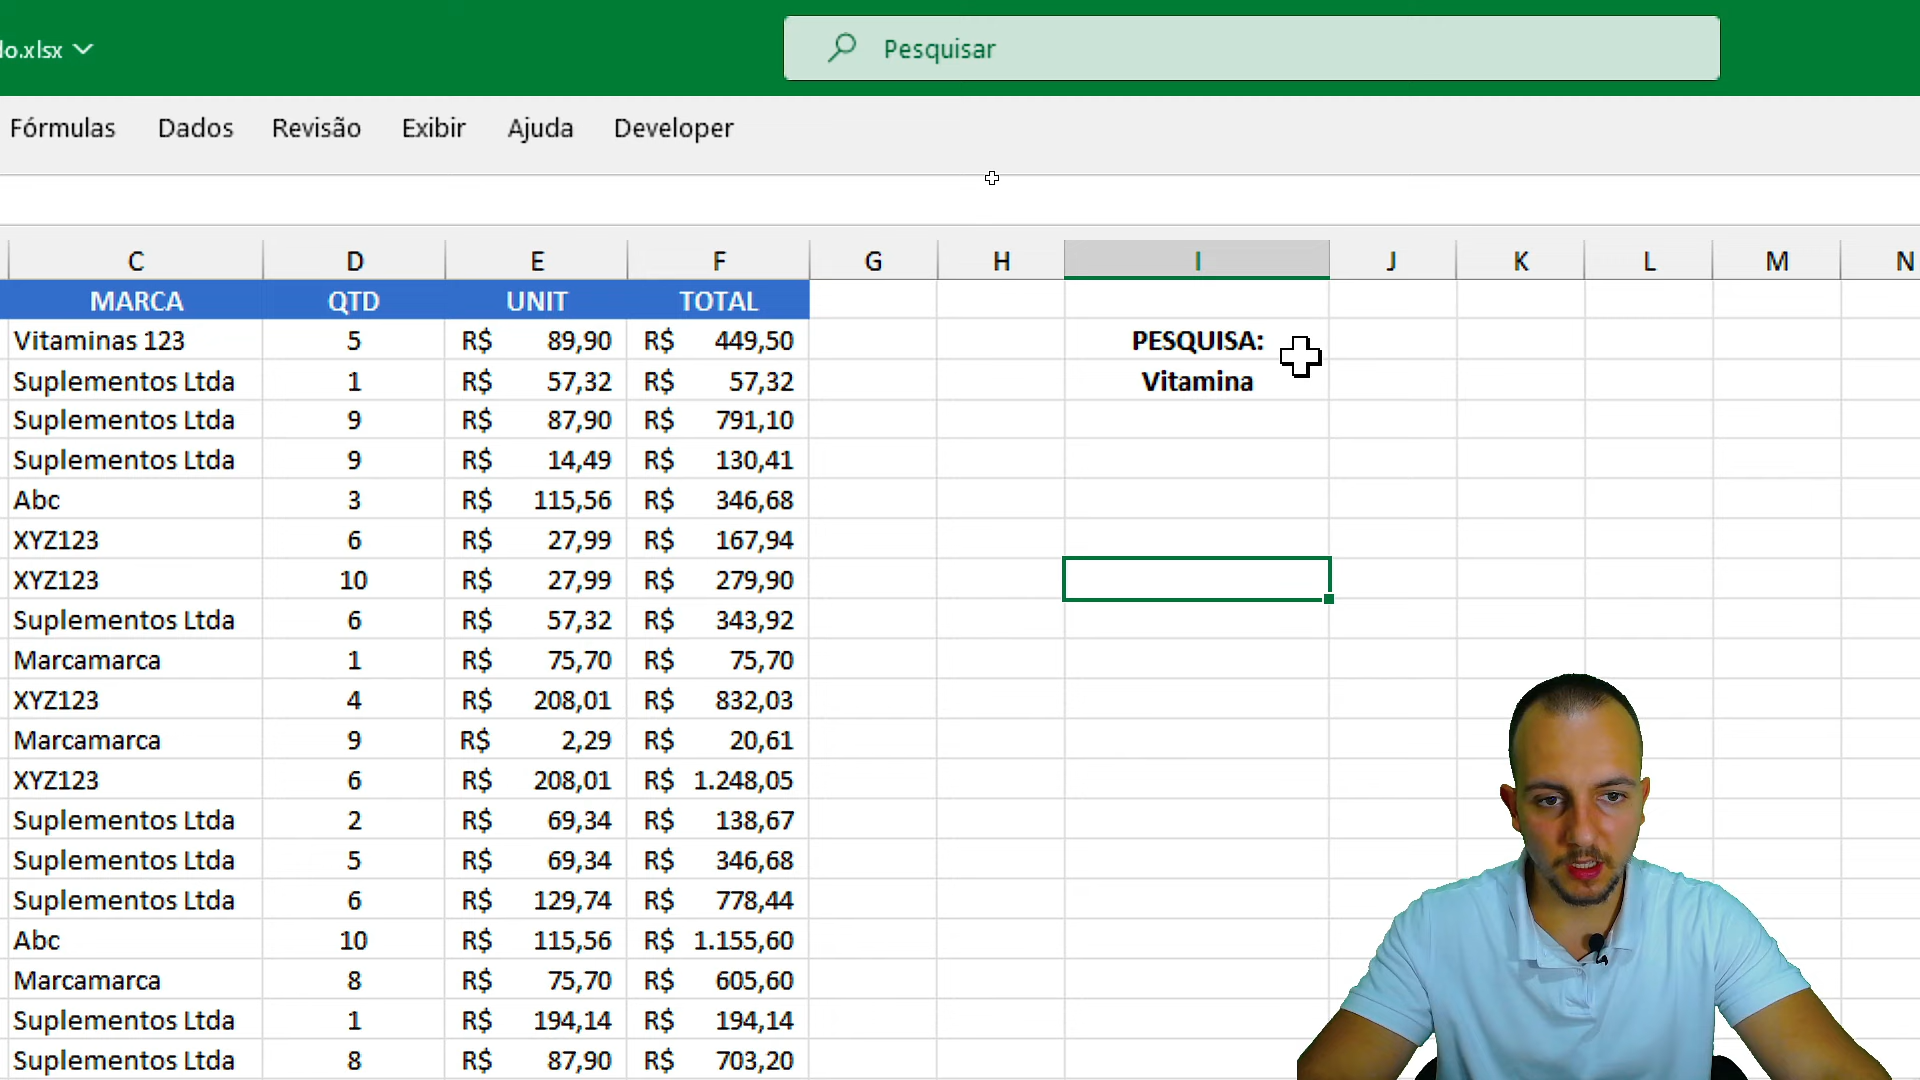 do.xlsx
Pesquisar
Fórmulas Dados Revisão Exibir Ajuda Developer
C D E F G H I J K L M N
MARCA QTD UNIT TOTAL
Vitaminas 123 5 R$ 89,90 R$ 449,50 PESQUISA:
Suplementos Ltda 1 R$ 57,32 R$ 57,32 Vitamina
Suplementos Ltda 9 R$ 87,90 R$ 791,10
Suplementos Ltda 9 R$ 14,49 R$ 130,41
Abc 3 R$ 115,56 R$ 346,68
XYZ123 6 R$ 27,99 R$ 167,94
XYZ123 10 R$ 27,99 R$ 279,90
Suplementos Ltda 6 R$ 57,32 R$ 343,92
Marcamarca 1 R$ 75,70 R$ 75,70
XYZ123 4 R$ 208,01 R$ 832,03
Marcamarca 9 R$ 2,29 R$ 20,61
XYZ123 6 R$ 208,01 R$ 1.248,05
Suplementos Ltda 2 R$ 69,34 R$ 138,67
Suplementos Ltda 5 R$ 69,34 R$ 346,68
Suplementos Ltda 6 R$ 129,74 R$ 778,44
Abc 10 R$ 115,56 R$ 1.155,60
Marcamarca 8 R$ 75,70 R$ 605,60
Suplementos Ltda 1 R$ 194,14 R$ 194,14
Suplementos Ltda 8 R$ 87,90 R$ 703,20